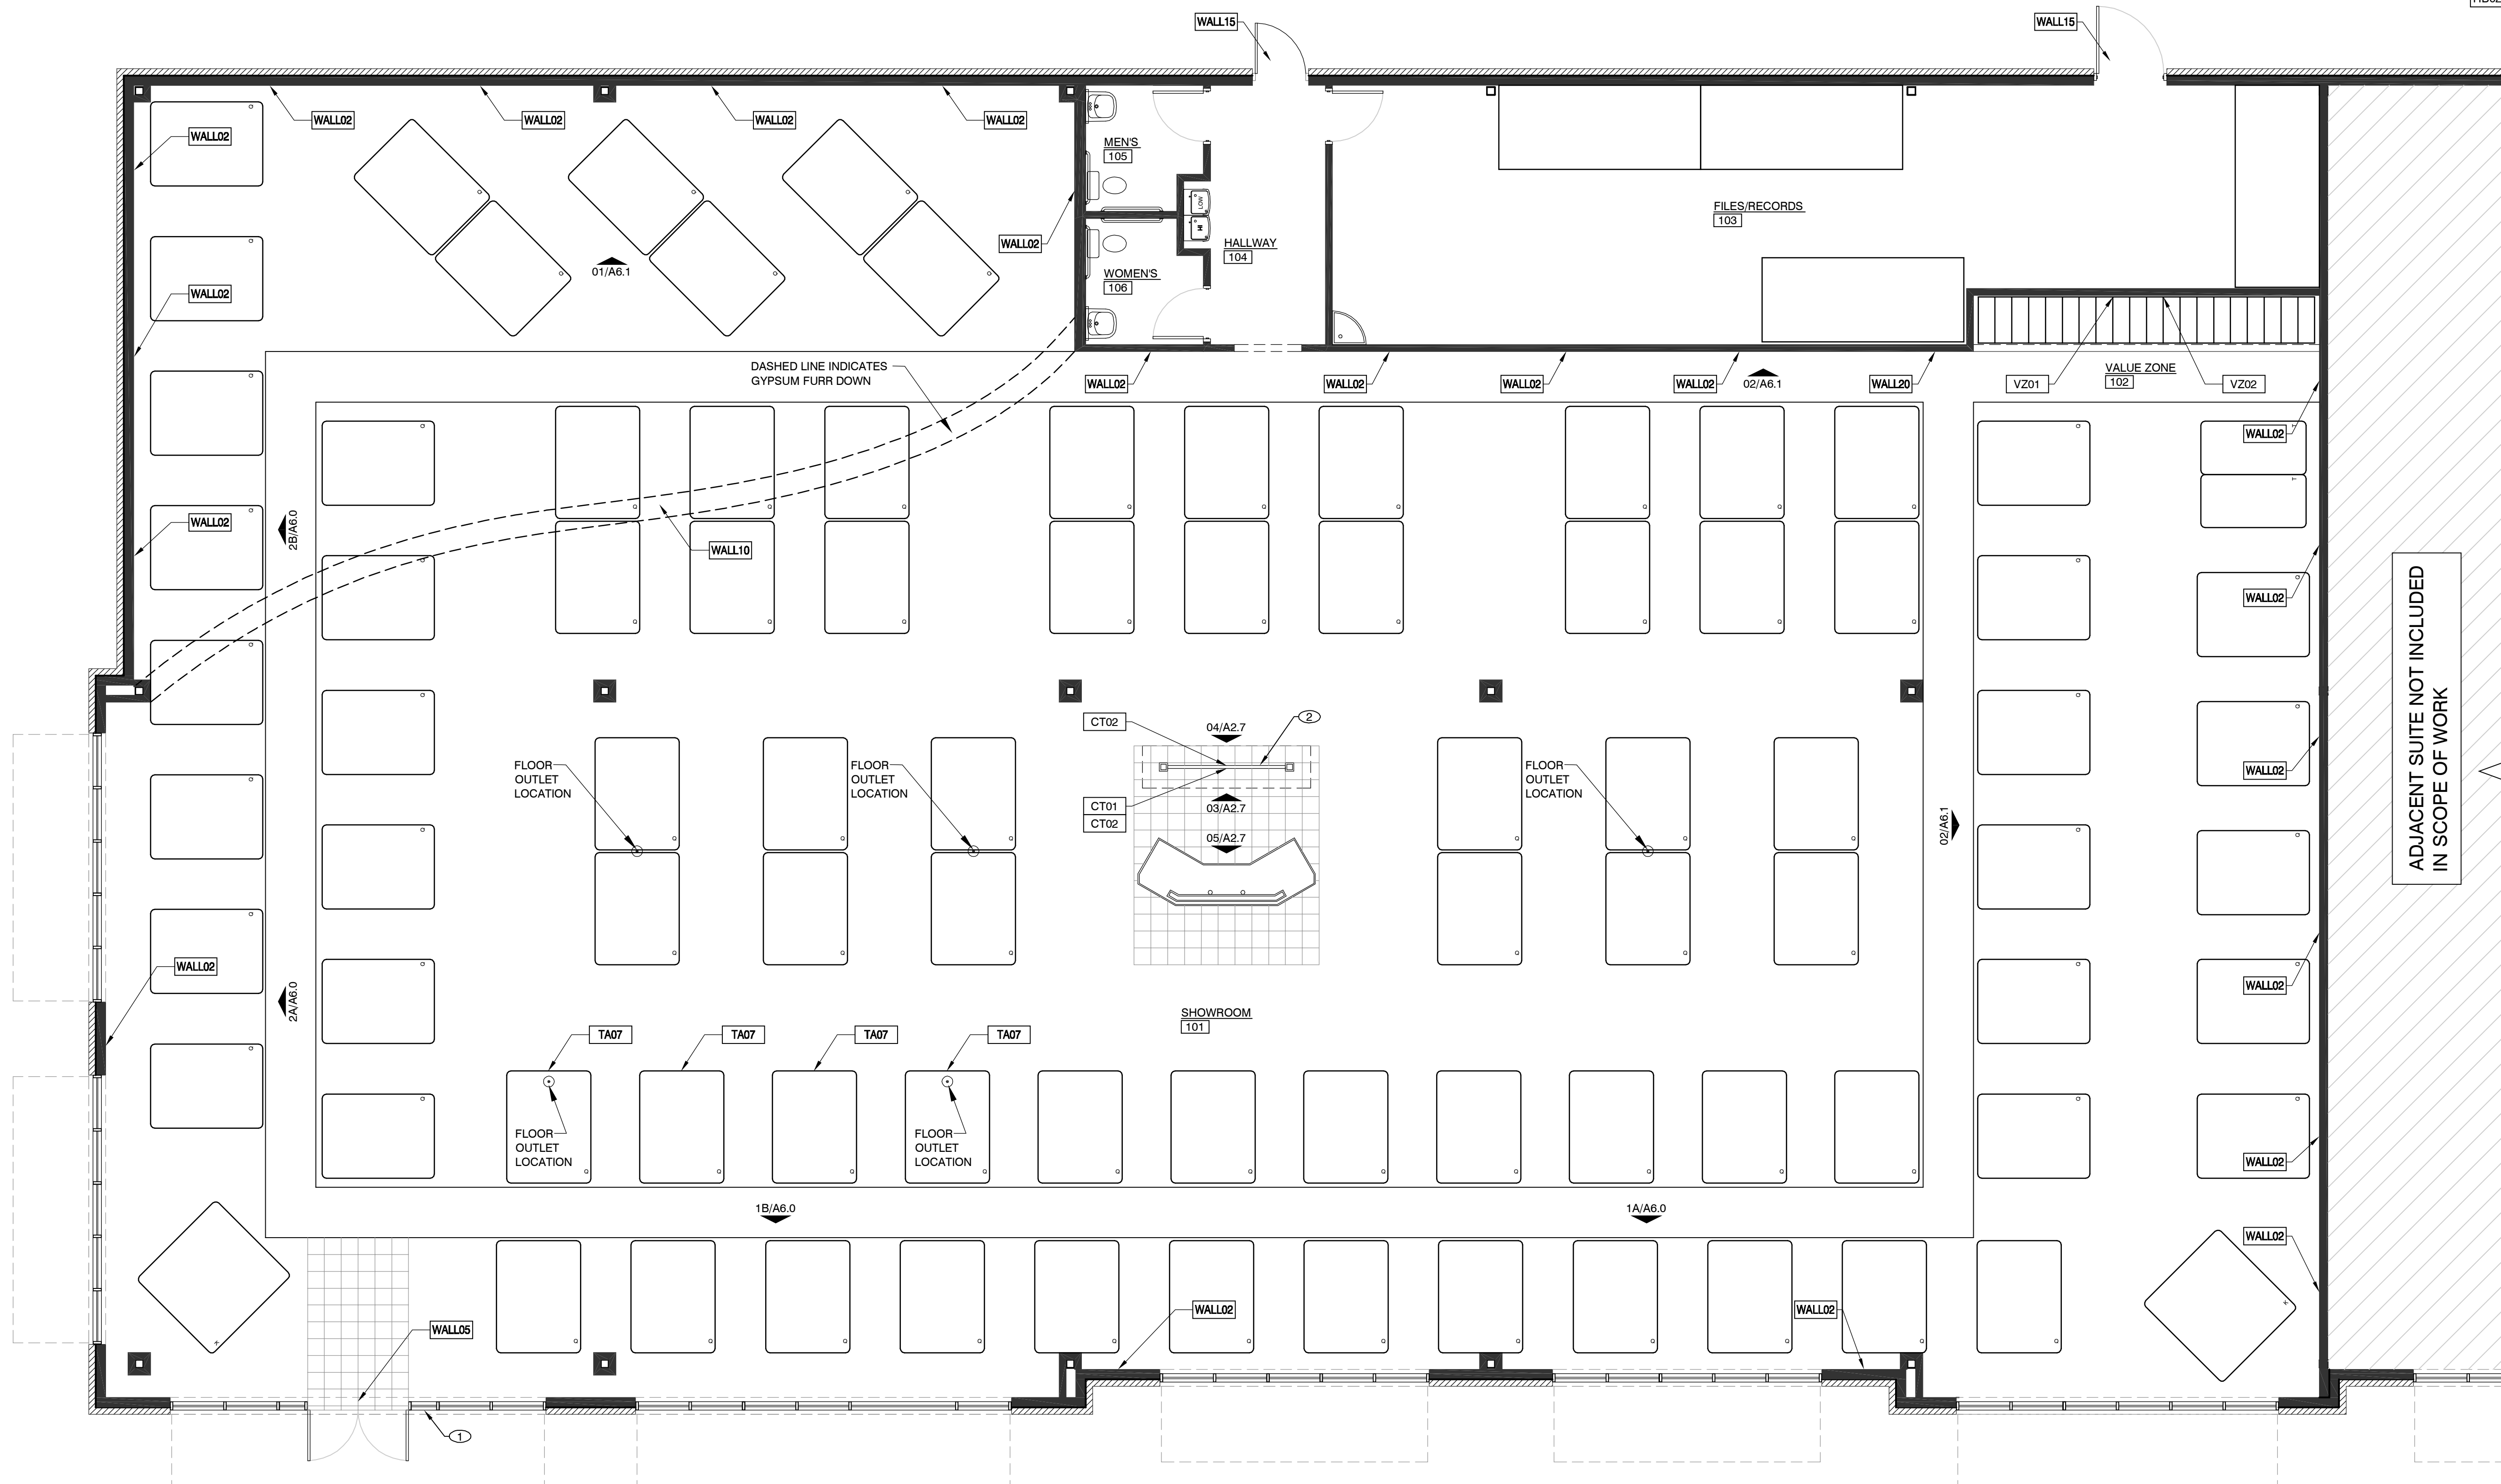 WALL15
WALL15
WALL02
WALL02
WALL02
WALL02
WALL02
MEN'S
105
LOW
HI
FILES/RECORDS
103
WALL02
HALLWAY
104
01/A6.1
WOMEN'S
106
WALL02
DASHED LINE INDICATES
GYPSUM FURR DOWN
WALL02
WALL02
WALL02
WALL02
02/A6.1
WALL20
VZ01
VALUE ZONE
102
VZ02
WALL02
2B/A6.0
WALL02
WALL10
WALL02
ADJACENT SUITE NOT INCLUDED
IN SCOPE OF WORK
CT02
04/A2.7
2
FLOOR
OUTLET
LOCATION
FLOOR
OUTLET
LOCATION
FLOOR
OUTLET
LOCATION
WALL02
CT01
CT02
03/A2.7
05/A2.7
02/A6.1
WALL02
2A/A6.0
WALL02
SHOWROOM
101
TA07
TA07
TA07
TA07
FLOOR
OUTLET
LOCATION
FLOOR
OUTLET
LOCATION
WALL02
1B/A6.0
1A/A6.0
WALL02
WALL02
WALL02
WALL05
1